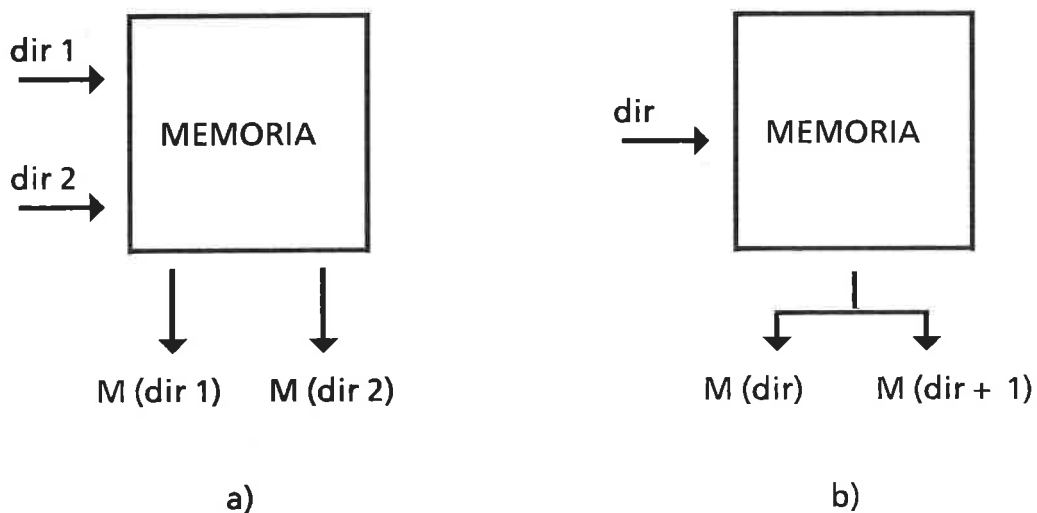 dir 1
MEMORIA
dir 2
M (dir 1) M (dir 2)
a)
dir
MEMORIA
M (dir) M (dir + 1)
b)